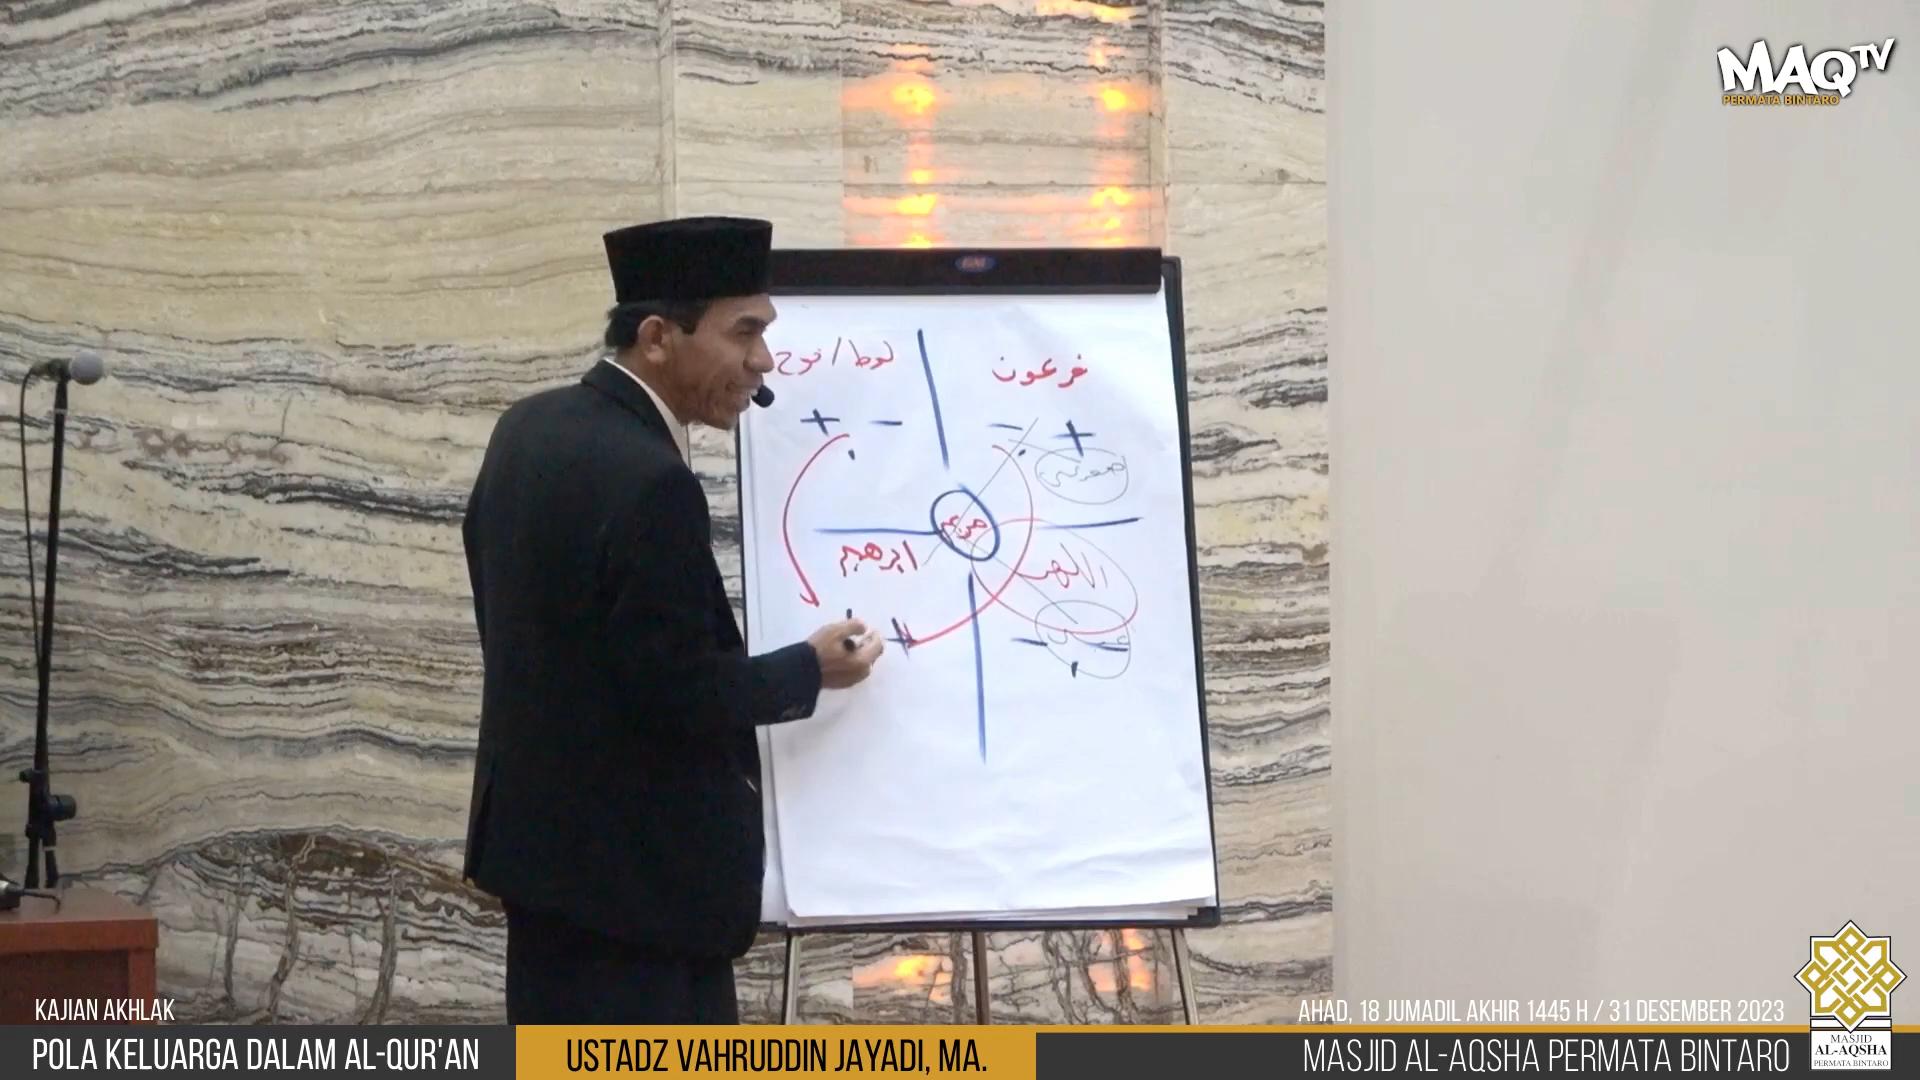 MAQTV
PERMATA BINTARO
لوط / نوح
فرعون
+ -
- +
مريم
ابرهيم
+
KAJIAN AKHLAK
AHAD, 18 JUMADIL AKHIR 1445 H / 31 DESEMBER 2023
POLA KELUARGA DALAM AL-QUR'AN
USTADZ VAHRUDDIN JAYADI, MA.
MASJID AL-AQSHA PERMATA BINTARO
MASJID
AL-AQSHA
PERMATA BINTARO